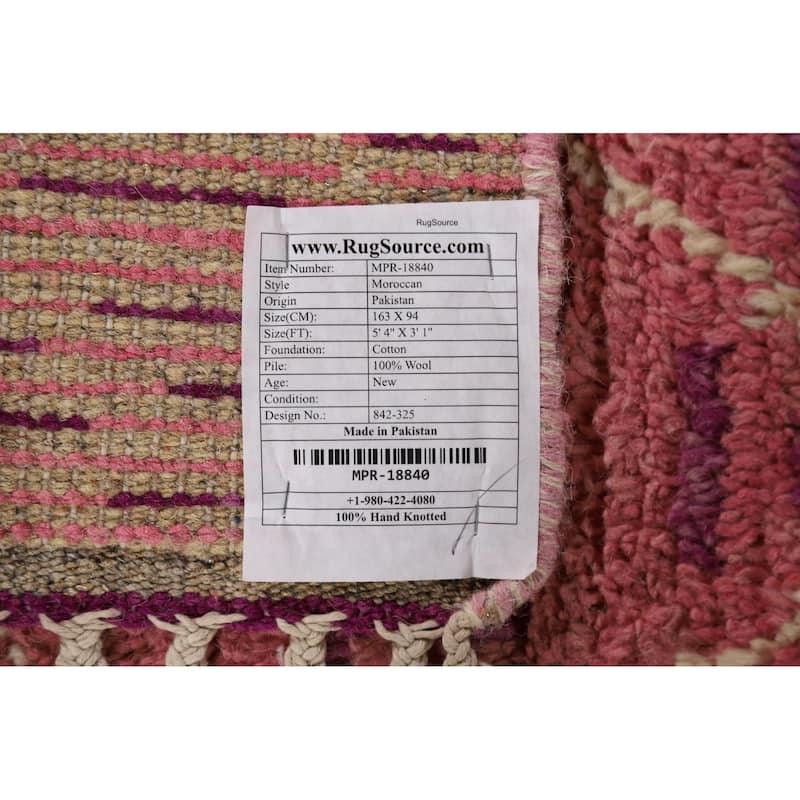 RugSource
www.RugSource.com
Item Number: MPR-18840
Style Moroccan
Origin Pakistan
Size(CM): 163 X 94
Size(FT): 5' 4" X 3' 1"
Foundation: Cotton
Pile: 100% Wool
Age: New
Condition:
Design No.: 842-325
Made in Pakistan
MPR-18840
+1-980-422-4080
100% Hand Knotted